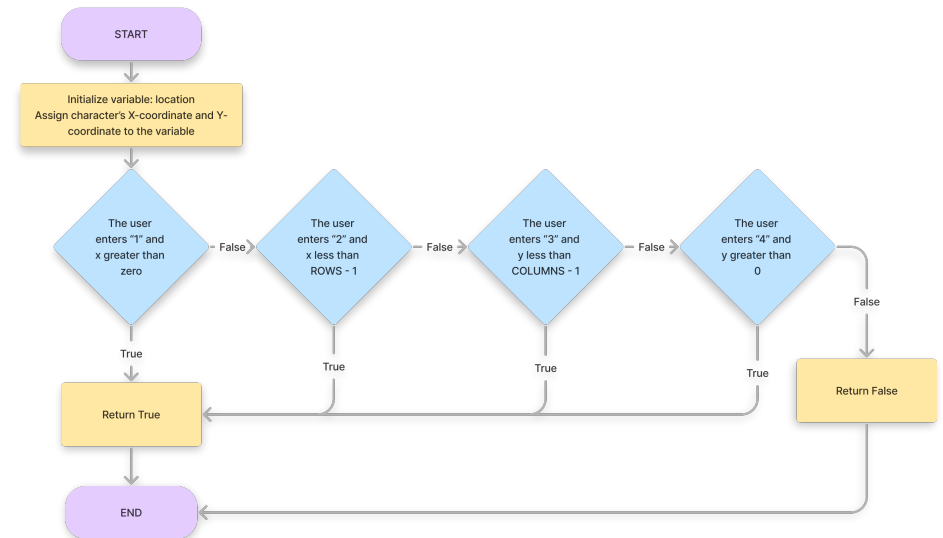 START
Initialize variable: location
Assign character's X-coordinate and Y-
coordinate to the variable
The user
enters “1” and
x greater than
zero
False
The user
enters “2” and
x less than
ROWS - 1
False
The user
enters “3” and
y less than
COLUMNS - 1
False
The user
enters “4” and
y greater than
0
False
True
True
True
True
Return True
Return False
END